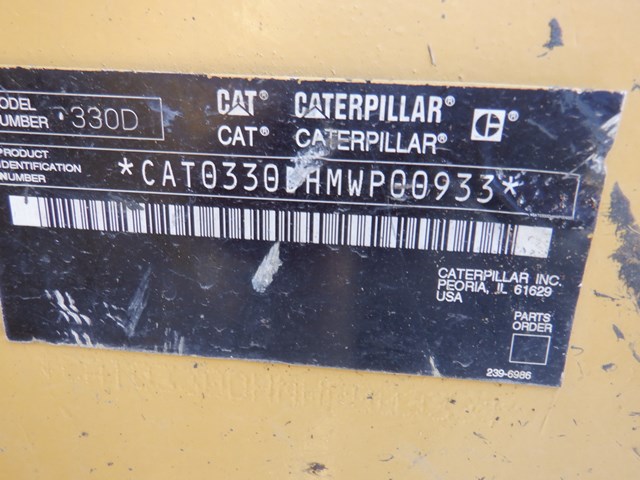 ODEL
NUMBER 330D
CAT® CATERPILLAR®
CAT® CATERPILLAR®
C
PRODUCT
IDENTIFICATION
NUMBER
*CAT0330DHMWP00933*
CATERPILLAR INC.
PEORIA, IL 61629
USA
PARTS
ORDER
239-6986